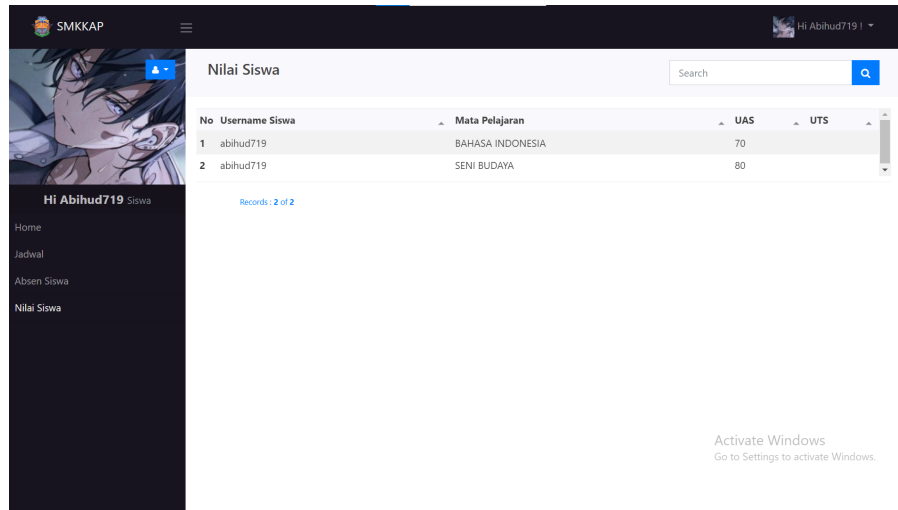 SMKKAP
Hi Abihud719 !
Nilai Siswa
Search
No Username Siswa Mata Pelajaran UAS UTS
1 abihud719 BAHASA INDONESIA 70
2 abihud719 SENI BUDAYA 80
Records : 2 of 2
Hi Abihud719 Siswa
Home
Jadwal
Absen Siswa
Nilai Siswa
Activate Windows
Go to Settings to activate Windows.